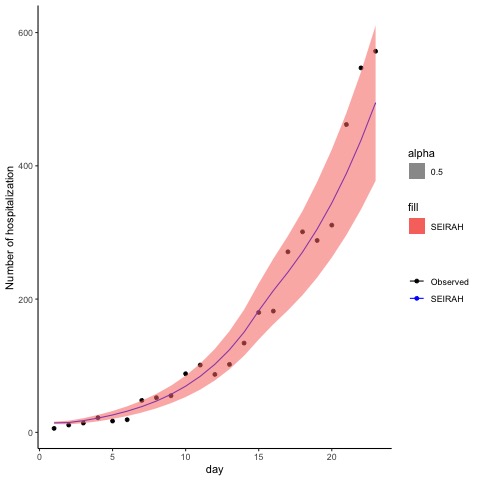 600
400
200
0
0
5
10
15
20
day
Number of hospitalization
alpha
0.5
fill
SEIRAH
Observed
SEIRAH